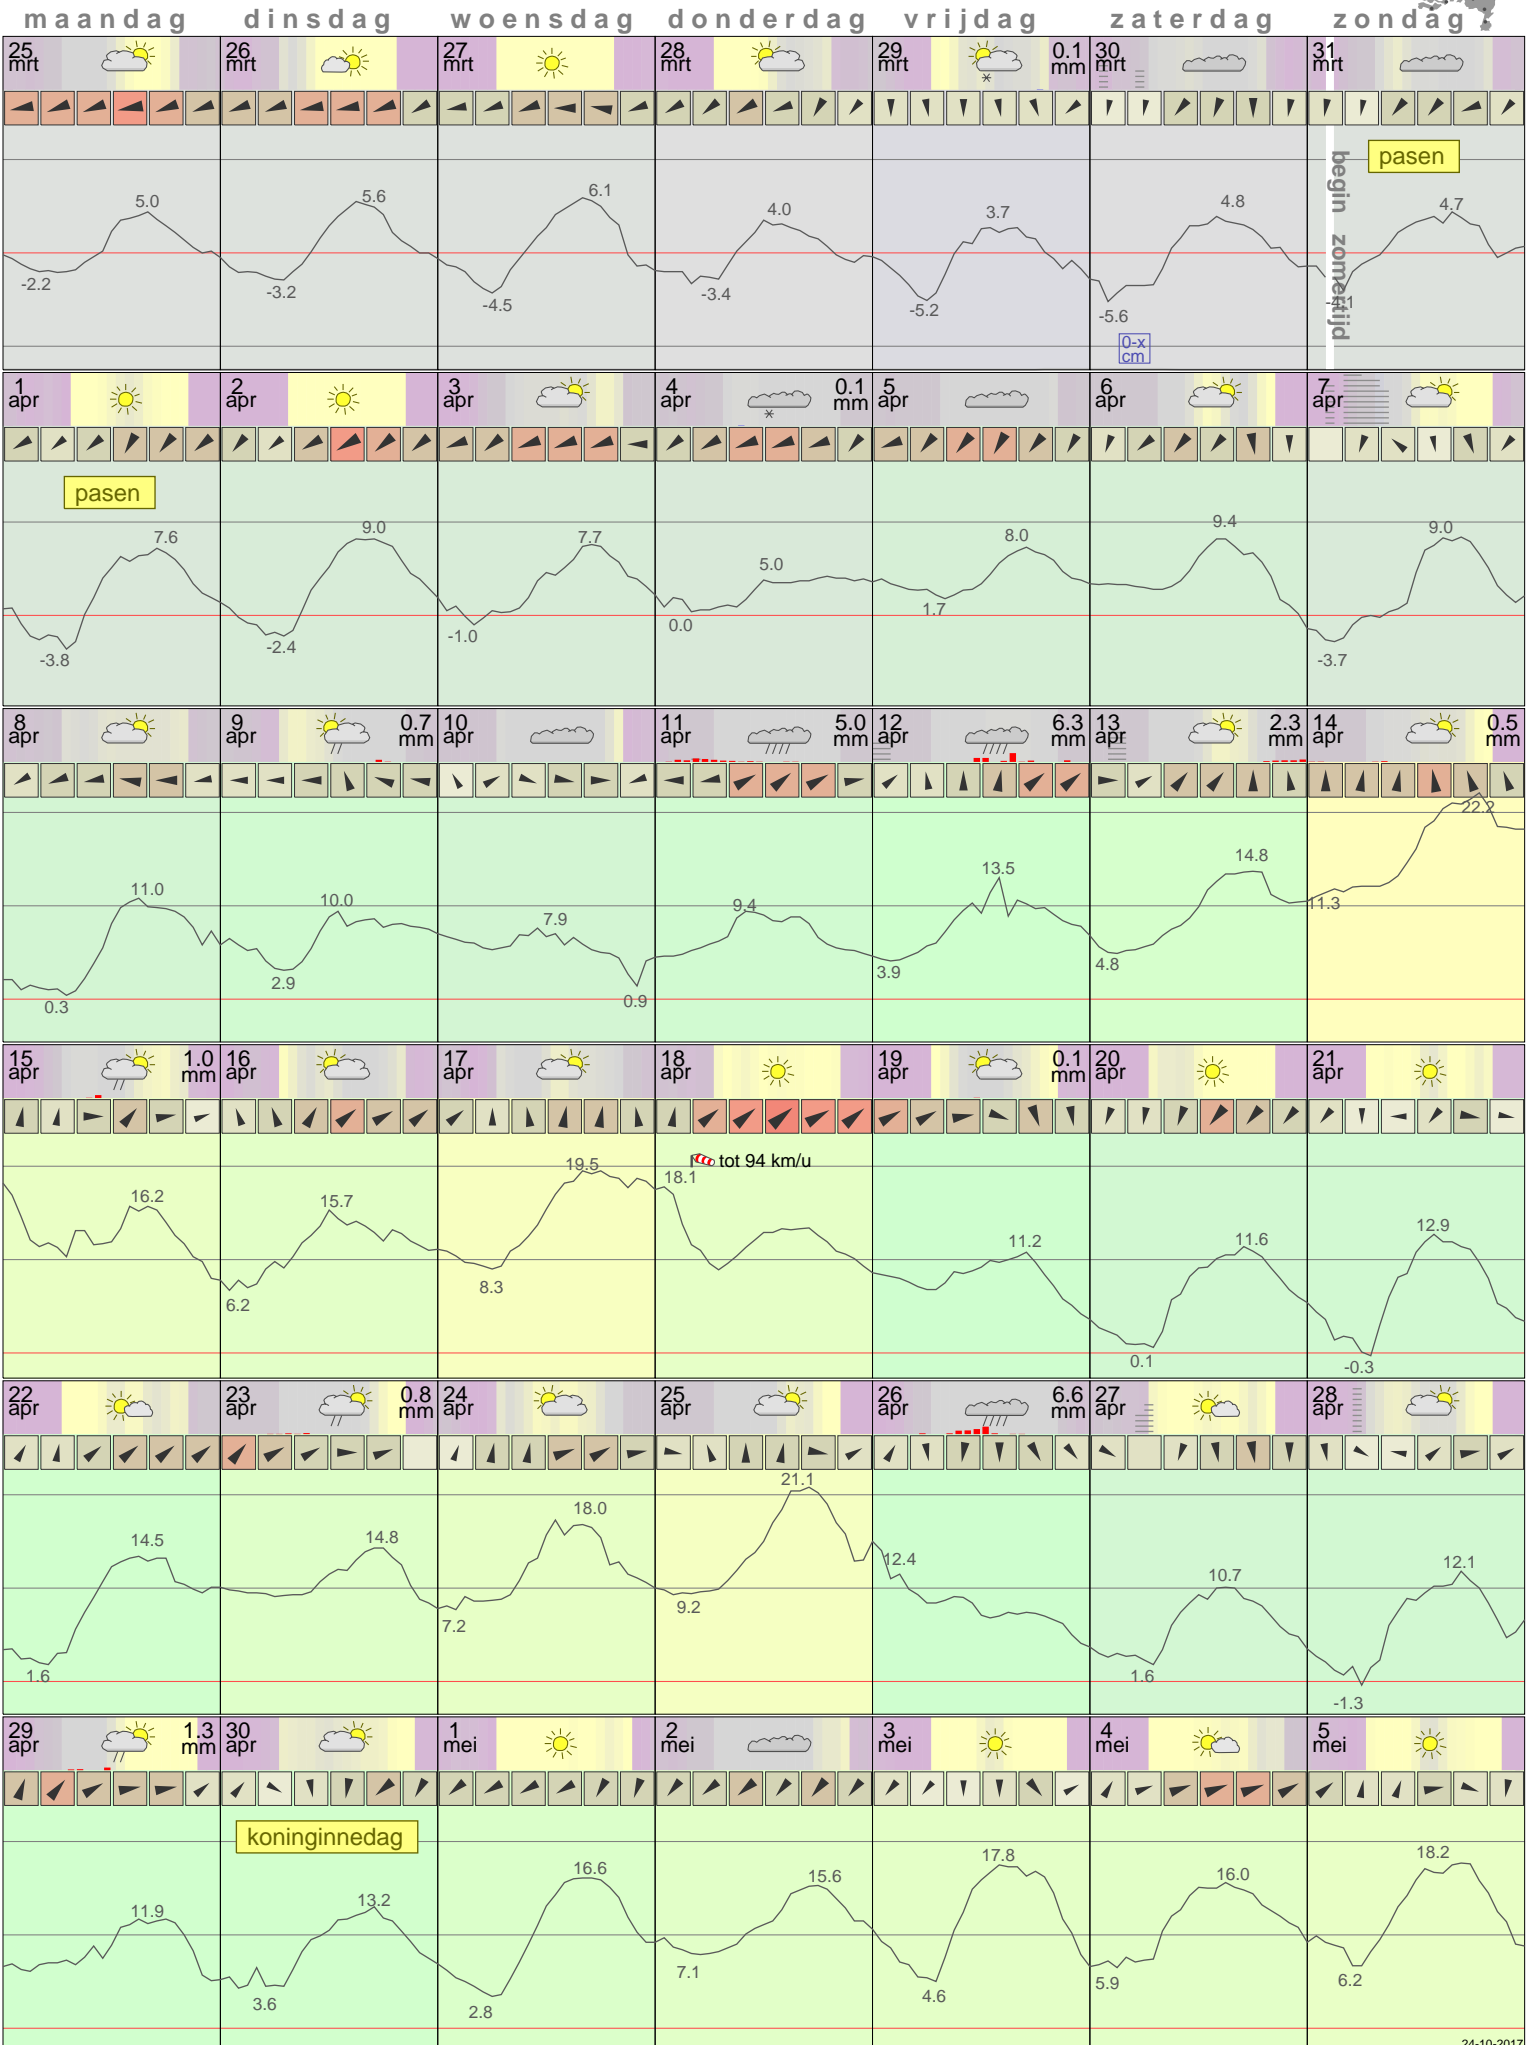 maandag dinsdag woensdag donderdag vrijdag zaterdag zondag
25 mrt 26 mrt 27 mrt 28 mrt 29 mrt 0.1 mm 30 mrt 31 mrt
pasen
begin zomertijd
5.0 5.6 6.1 4.0 3.7 4.8 4.7
-2.2 -3.2 -4.5 -3.4 -5.2 -5.6 -4.1
0-x
cm
1 apr 2 apr 3 apr 4 apr 0.1 mm 5 apr 6 apr 7 apr
pasen
7.6 9.0 7.7 5.0 8.0 9.4 9.0
-3.8 -2.4 -1.0 0.0 1.7 -3.7
8 apr 9 apr 0.7 mm 10 apr 11 apr 5.0 mm 12 apr 6.3 mm 13 apr 2.3 mm 14 apr 0.5 mm
11.0 10.0 7.9 9.4 13.5 14.8 22.2
0.3 2.9 0.9 3.9 4.8 11.3
15 apr 1.0 mm 16 apr 17 apr 18 apr 19 apr 0.1 mm 20 apr 21 apr
tot 94 km/u
16.2 15.7 19.5 18.1 11.2 11.6 12.9
6.2 8.3 0.1 -0.3
22 apr 23 apr 0.8 mm 24 apr 25 apr 26 apr 6.6 mm 27 apr 28 apr
14.5 14.8 18.0 21.1 12.4 10.7 12.1
1.6 7.2 9.2 1.6 -1.3
29 apr 1.3 mm 30 apr 1 mei 2 mei 3 mei 4 mei 5 mei
koninginnedag
11.9 13.2 16.6 15.6 17.8 16.0 18.2
3.6 2.8 7.1 4.6 5.9 6.2
24-10-2017